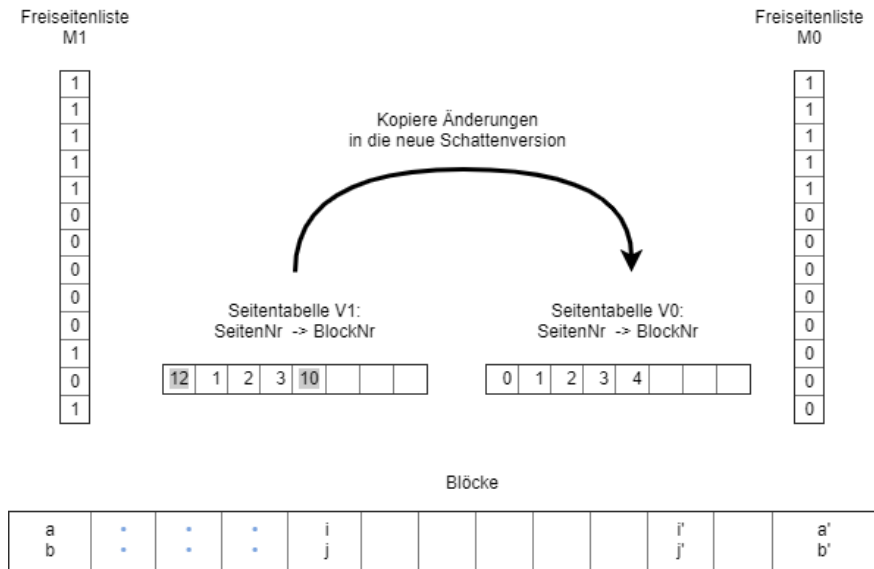 Freiseitenliste
M1
Freiseitenliste
M0
1
1
1
1
1
0
0
0
0
0
1
0
1
Kopiere Änderungen
in die neue Schattenversion
1
1
1
1
1
0
0
0
0
0
0
0
0
Seitentabelle V1:
SeitenNr -> BlockNr
12 1 2 3 10
Seitentabelle V0:
SeitenNr -> BlockNr
0 1 2 3 4
Blöcke
a i i' a'
b j j' b'